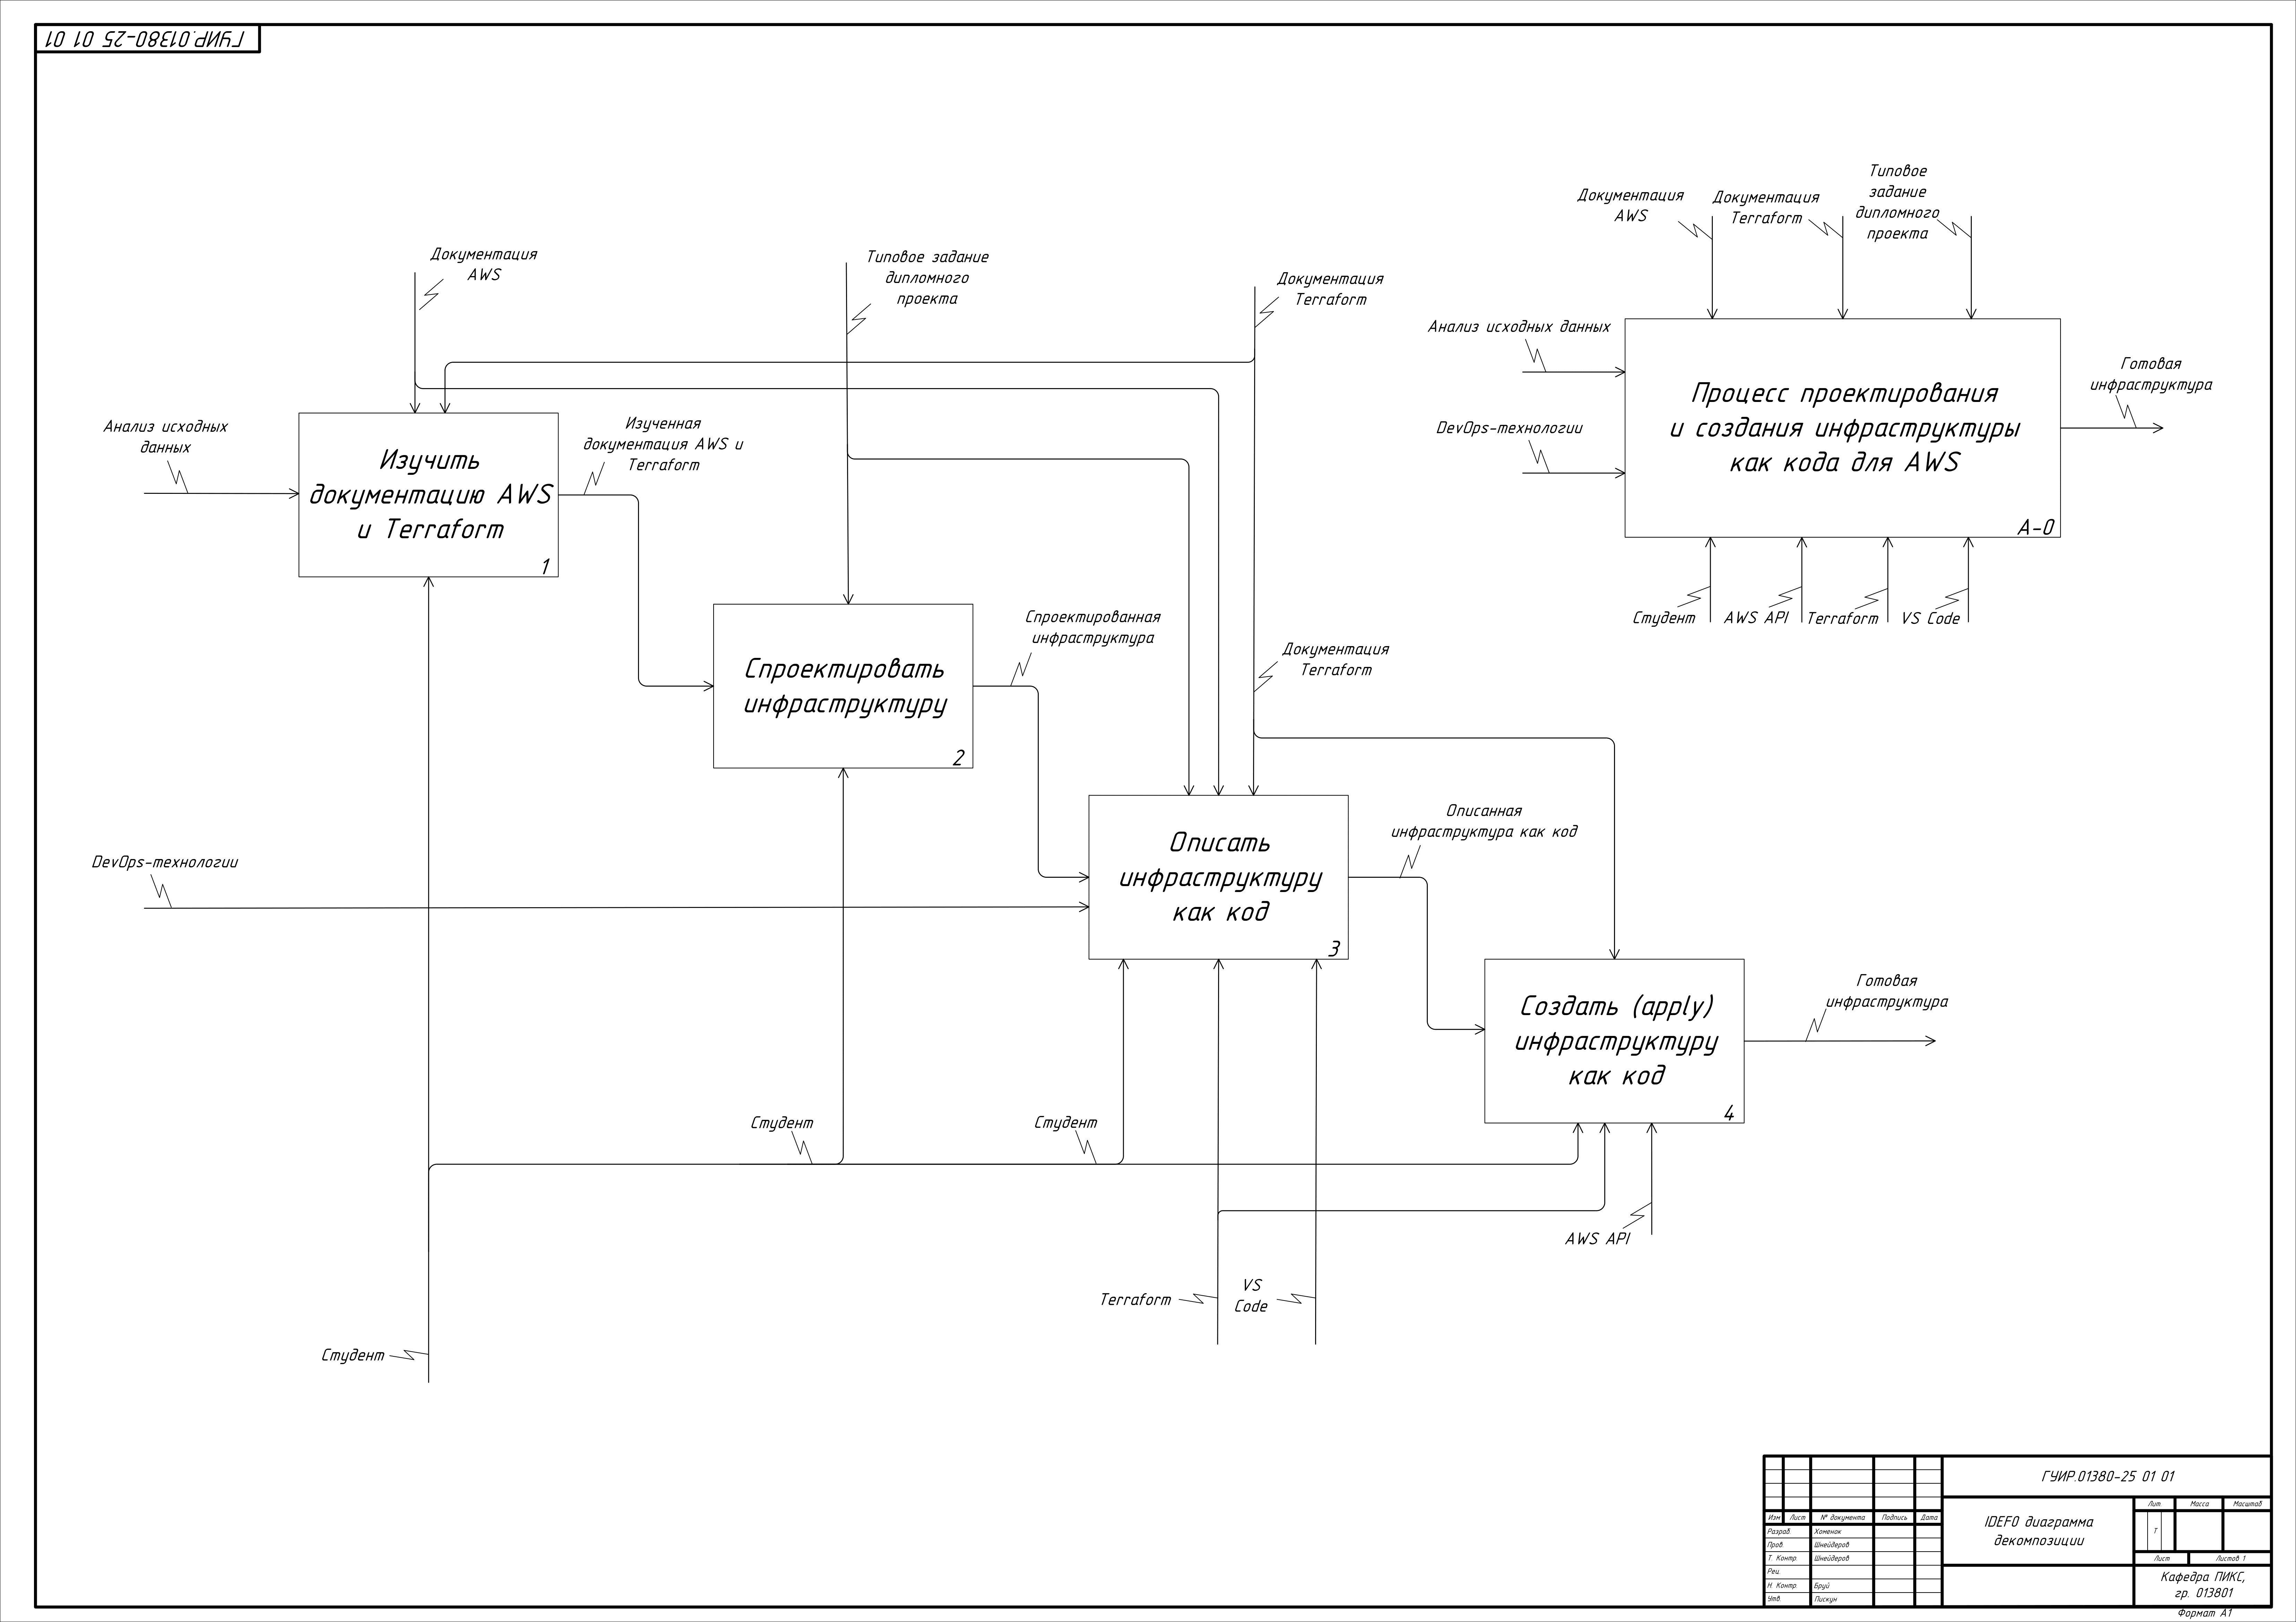 ГУИР.01380-25 01 01
Документация
AWS
Типовое задание
дипломного
проекта
Документация
Terraform
Анализ исходных
данных
Изучить
документацию AWS
и Terraform
1
Изученная
документация AWS и
Terraform
Спроектировать
инфраструктуру
2
Спроектированная
инфраструктура
Документация
Terraform
DevOps-технологии
Описать
инфраструктуру
как код
3
Описанная
инфраструктура как код
Создать (apply)
инфраструктуру
как код
4
Готовая
инфраструктура
Студент
Студент
AWS API
Terraform
VS
Code
Студент
Документация
AWS
Документация
Terraform
Типовое
задание
дипломного
проекта
Анализ исходных данных
DevOps-технологии
Процесс проектирования
и создания инфраструктуры
как кода для AWS
А-0
Готовая
инфраструктура
Студент
AWS API
Terraform
VS Code
ГУИР.01380-25 01 01
IDEF0 диаграмма
декомпозиции
Лит. Масса Масштаб
Т
Лист Листов 1
Кафедра ПИКС,
гр. 013801
Изм Лист № документа Подпись Дата
Разраб. Хоменок
Пров. Шнейдеров
Т. Контр. Шнейдеров
Рец.
Н. Контр. Бруй
Утв. Пискун
Формат А1